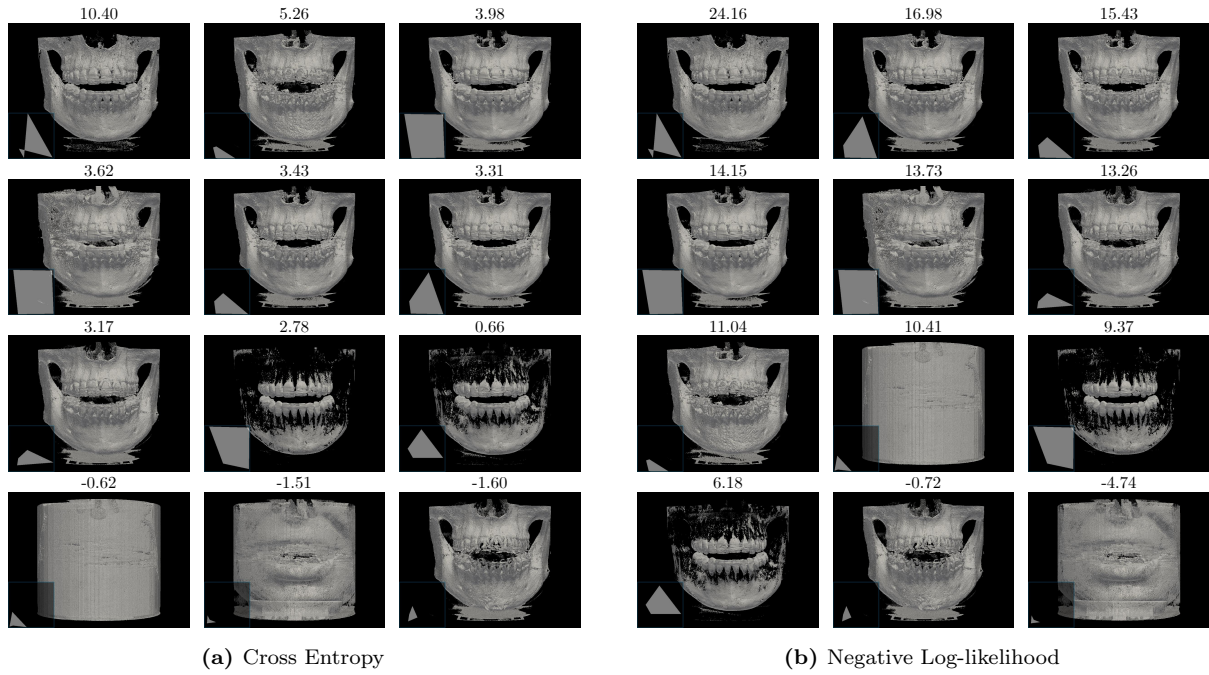 10.40 5.26 3.98 24.16 16.98 15.43
3.62 3.43 3.31 14.15 13.73 13.26
3.17 2.78 0.66 11.04 10.41 9.37
-0.62 -1.51 -1.60 6.18 -0.72 -4.74
(a) Cross Entropy (b) Negative Log-likelihood